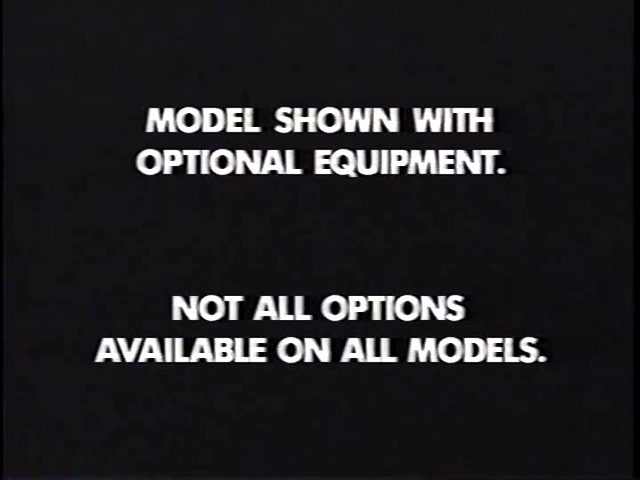 MODEL SHOWN WITH
OPTIONAL EQUIPMENT.
NOT ALL OPTIONS
AVAILABLE ON ALL MODELS.